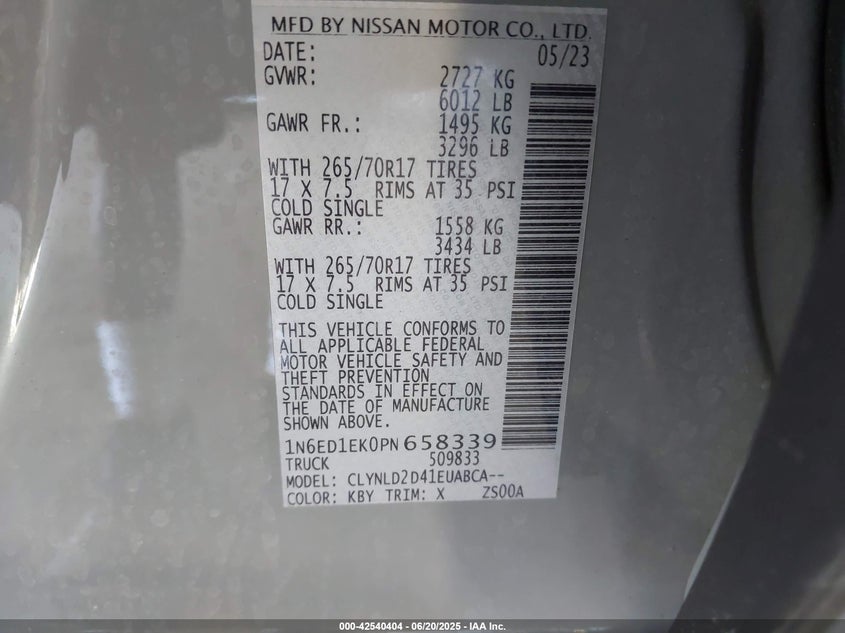 MFD BY NISSAN MOTOR CO., LTD.
DATE: 05/23
GVWR: 2727 KG
6012 LB
GAWR FR.: 1495 KG
3296 LB
WITH 265/70R17 TIRES
17 X 7.5 RIMS AT 35 PSI
COLD SINGLE
GAWR RR.: 1558 KG
3434 LB
WITH 265/70R17 TIRES
17 X 7.5 RIMS AT 35 PSI
COLD SINGLE
THIS VEHICLE CONFORMS TO
ALL APPLICABLE FEDERAL
MOTOR VEHICLE SAFETY AND
THEFT PREVENTION
STANDARDS IN EFFECT ON
THE DATE OF MANUFACTURE
SHOWN ABOVE.
1N6ED1EK0PN658339
TRUCK 509833
MODEL: CLYNLD2D41EUABCA--
COLOR: KBY TRIM: X ZS00A
000-42540404 - 06/20/2025 - IAA Inc.